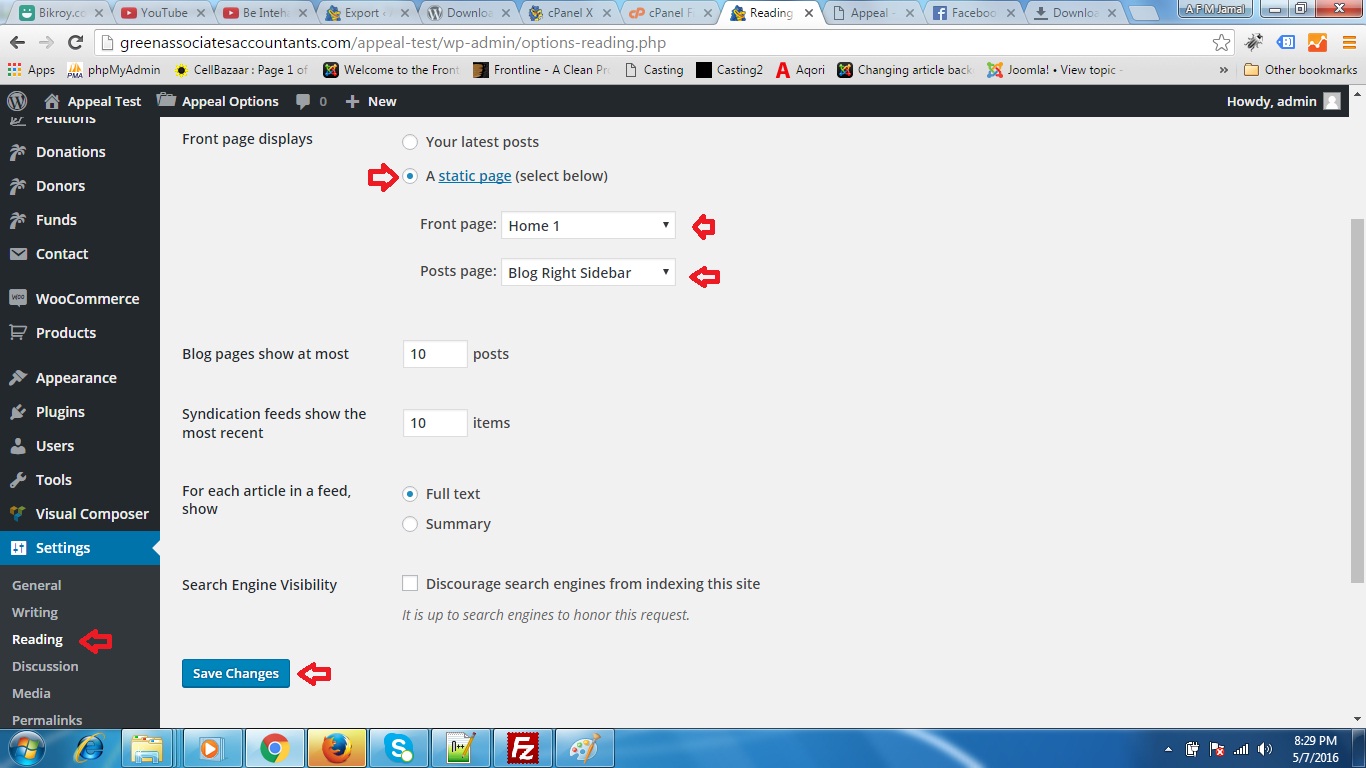 Bikroy.co
YouTube
Be Inteh
Export ‹
Downloa
cPanel X
cPanel F
Reading
Appeal -
Faceboo
Downloa
A F M Jamal
greenassociatesaccountants.com/appeal-test/wp-admin/options-reading.php
Apps
phpMyAdmin
CellBazaar : Page 1 of
Welcome to the Front
Frontline - A Clean Pr
Casting
Casting2
Aqori
Changing article back
Joomla! • View topic -
»
Other bookmarks
Appeal Test
Appeal Options
0
New
Howdy, admin
Petitions
Donations
Donors
Funds
Contact
WooCommerce
Products
Appearance
Plugins
Users
Tools
Visual Composer
Settings
General
Writing
Reading
Discussion
Media
Permalinks
Front page displays
Your latest posts
A static page (select below)
Front page: Home 1
Posts page: Blog Right Sidebar
Blog pages show at most
10 posts
Syndication feeds show the
most recent
10 items
For each article in a feed,
show
Full text
Summary
Search Engine Visibility
Discourage search engines from indexing this site
It is up to search engines to honor this request.
Save Changes
8:29 PM
5/7/2016